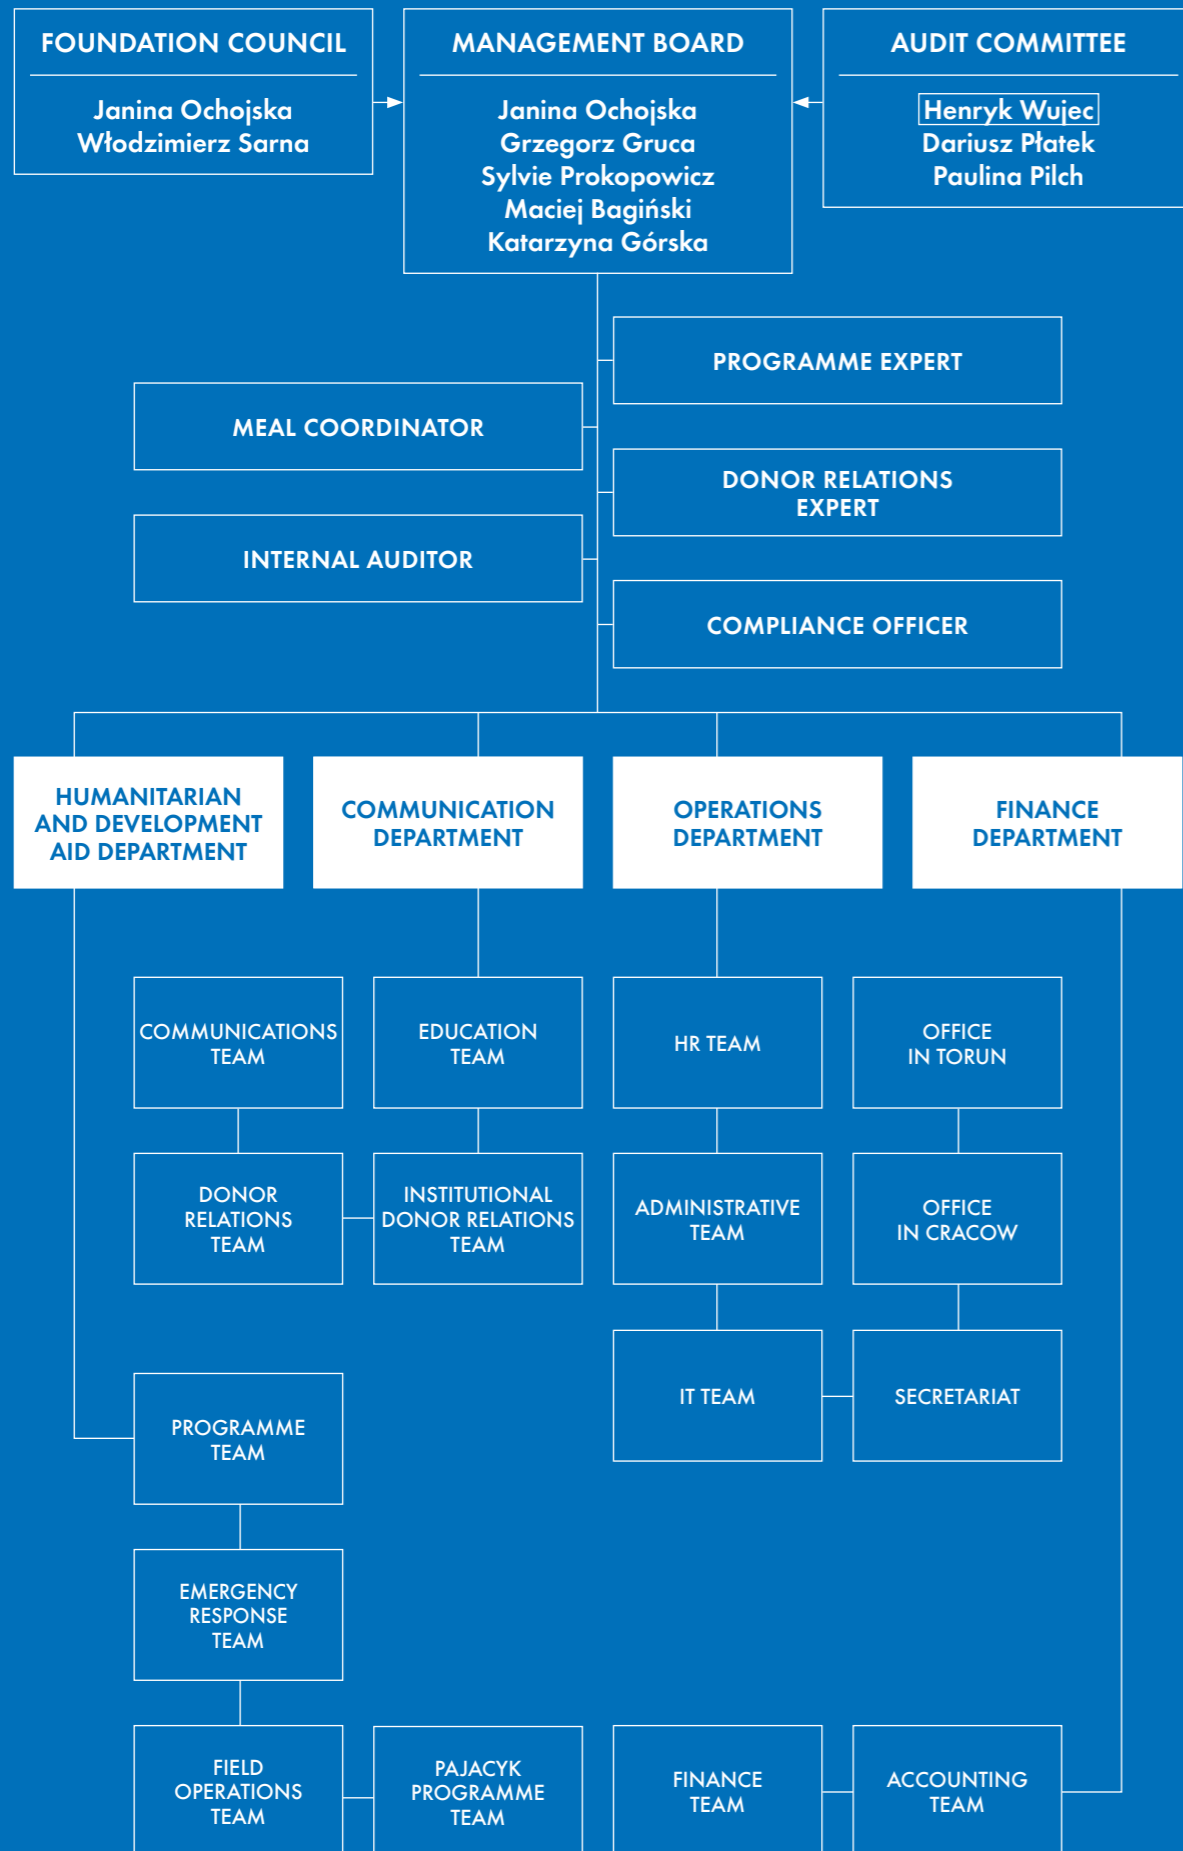 FOUNDATION COUNCIL
Janina Ochojska
Włodzimierz Sarna
MANAGEMENT BOARD
Janina Ochojska
Grzegorz Gruca
Sylvie Prokopowicz
Maciej Bagiński
Katarzyna Górska
AUDIT COMMITTEE
Henryk Wujec
Dariusz Płatek
Paulina Pilch
PROGRAMME EXPERT
MEAL COORDINATOR
DONOR RELATIONS
EXPERT
INTERNAL AUDITOR
COMPLIANCE OFFICER
HUMANITARIAN
AND DEVELOPMENT
AID DEPARTMENT
COMMUNICATION
DEPARTMENT
OPERATIONS
DEPARTMENT
FINANCE
DEPARTMENT
COMMUNICATIONS
TEAM
EDUCATION
TEAM
HR TEAM
OFFICE
IN TORUN
DONOR
RELATIONS
TEAM
INSTITUTIONAL
DONOR RELATIONS
TEAM
ADMINISTRATIVE
TEAM
OFFICE
IN CRACOW
IT TEAM
SECRETARIAT
PROGRAMME
TEAM
EMERGENCY
RESPONSE
TEAM
FIELD
OPERATIONS
TEAM
PAJACYK
PROGRAMME
TEAM
FINANCE
TEAM
ACCOUNTING
TEAM